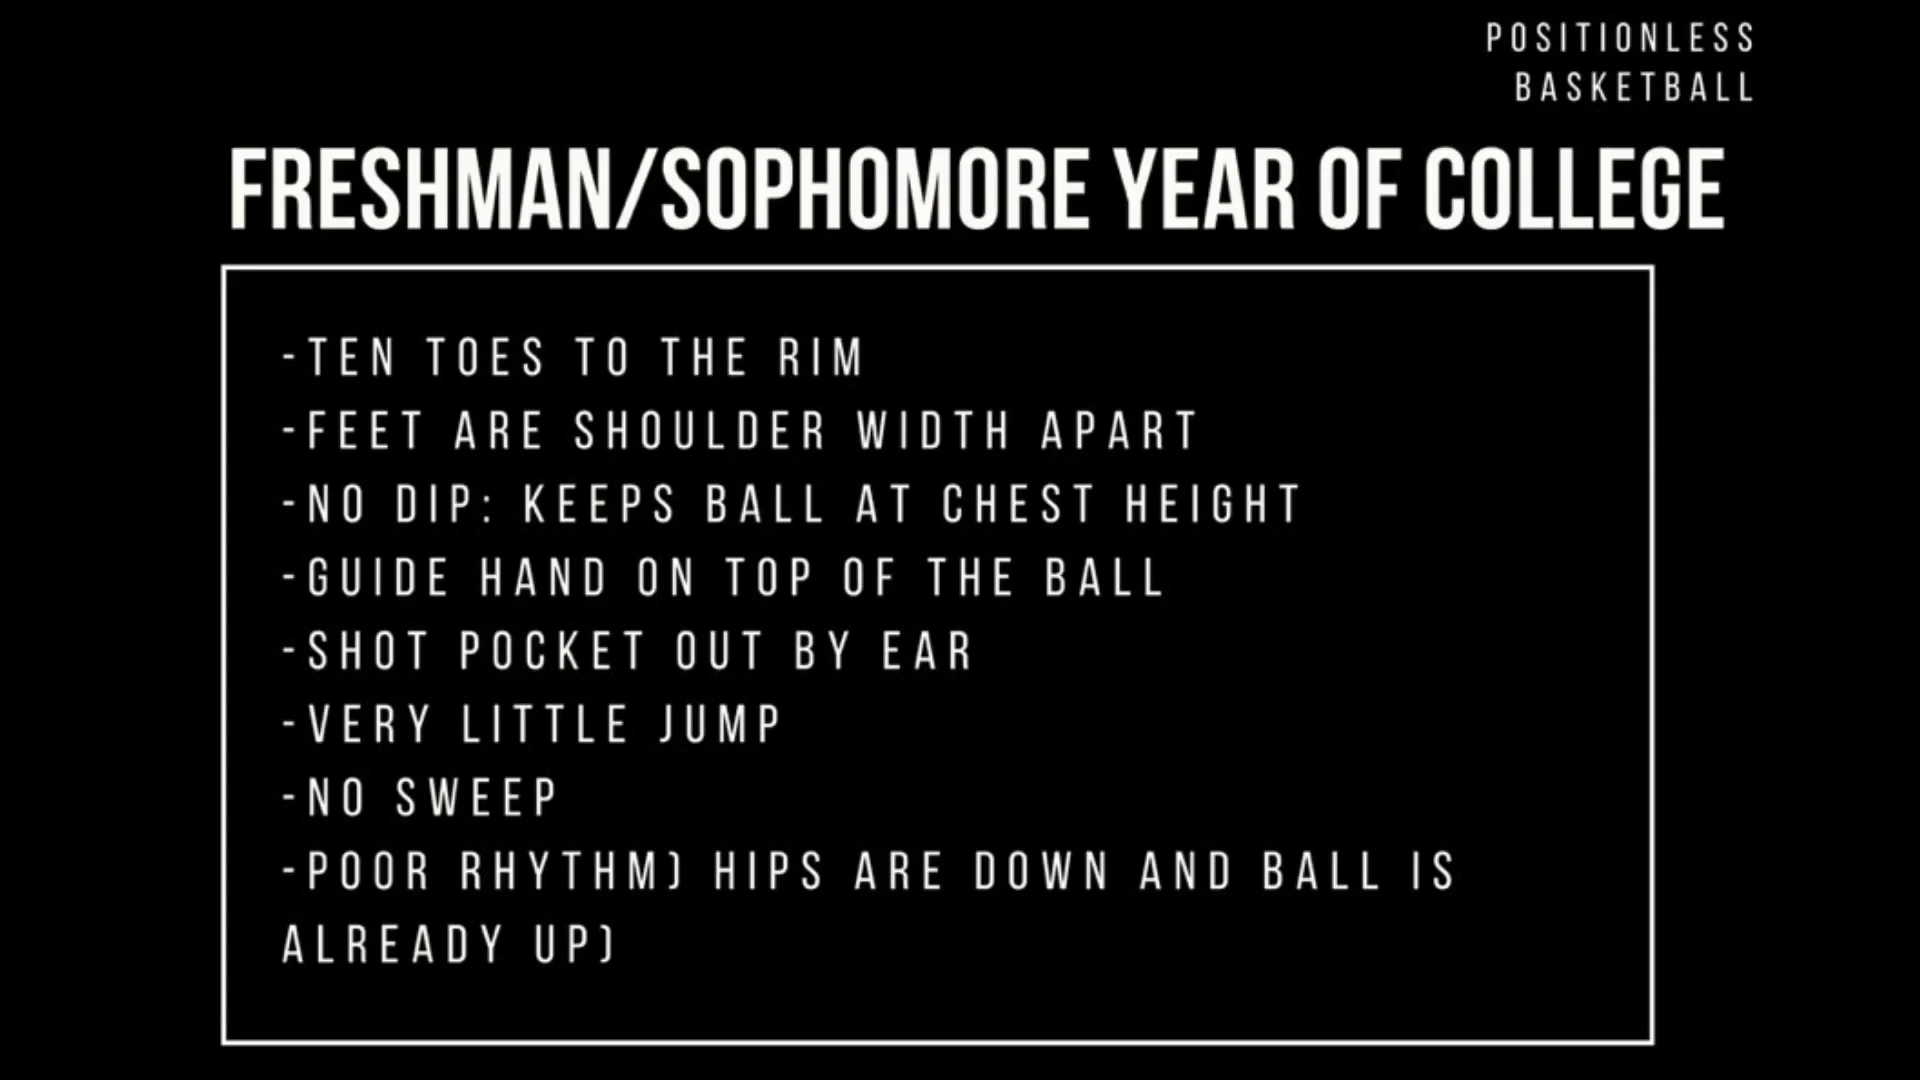 POSITIONLESS
BASKETBALL
FRESHMAN/SOPHOMORE YEAR OF COLLEGE
-TEN TOES TO THE RIM
-FEET ARE SHOULDER WIDTH APART
-NO DIP: KEEPS BALL AT CHEST HEIGHT
-GUIDE HAND ON TOP OF THE BALL
-SHOT POCKET OUT BY EAR
-VERY LITTLE JUMP
-NO SWEEP
-POOR RHYTHM) HIPS ARE DOWN AND BALL IS
ALREADY UP)